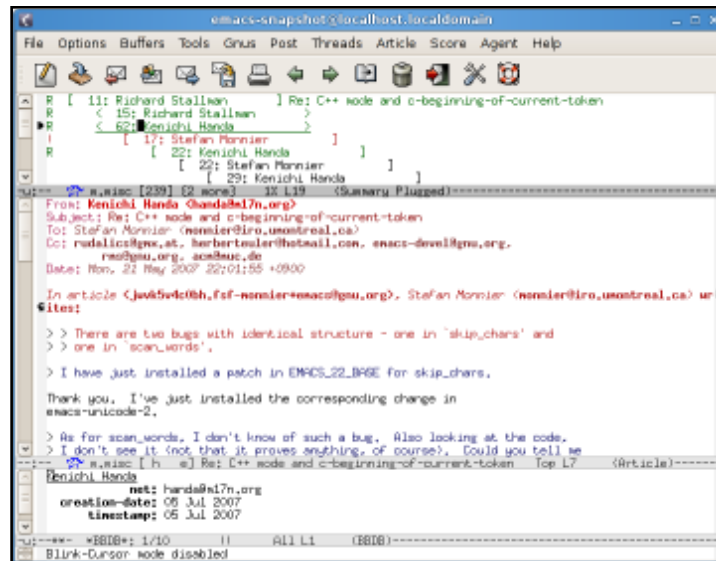 emacs-snapshot@localhost.localdomain
File Options Buffers Tools Gnus Post Threads Article Score Agent Help
R [ 11: Richard Stallman ] Re: C++ mode and c-beginning-of-current-token
R < 15: Richard Stallman >
R < 62: Kenichi Handa >
! [ 17: Stefan Monnier ]
R [ 22: Kenichi Handa ]
[ 22: Stefan Monnier ]
[ 29: Kenichi Handa ]
-u:-- m.misc [239] {2 more} 1% L19 (Summary Plugged)
From: Kenichi Handa <handa@m17n.org>
Subject: Re: C++ mode and c-beginning-of-current-token
To: Stefan Monnier <monnier@iro.umontreal.ca>
Cc: rudalics@gmx.at, herberteuler@hotmail.com, emacs-devel@gnu.org,
rms@gnu.org, acm@muc.de
Date: Mon, 21 May 2007 22:01:55 +0900
In article <jwvk5v4c0bh.fsf-monnier+emacs@gnu.org>, Stefan Monnier <monnier@iro.umontreal.ca> wr
ites:
> > There are two bugs with identical structure - one in `skip_chars' and
> > one in `scan_words'.
> I have just installed a patch in EMACS_22_BASE for skip_chars.
Thank you. I've just installed the corresponding change in
emacs-unicode-2.
> As for scan_words, I don't know of such a bug. Also looking at the code,
> I don't see it (not that it proves anything, of course). Could you tell me
--:-- m.misc [ h e] Re: C++ mode and c-beginning-of-current-token Top L7 (Article)
Kenichi Handa
net: handa@m17n.org
creation-date: 05 Jul 2007
timestamp: 05 Jul 2007
-u:**- *BBDB*: 1/10 !! All L1 (BBDB)
Blink-Cursor mode disabled